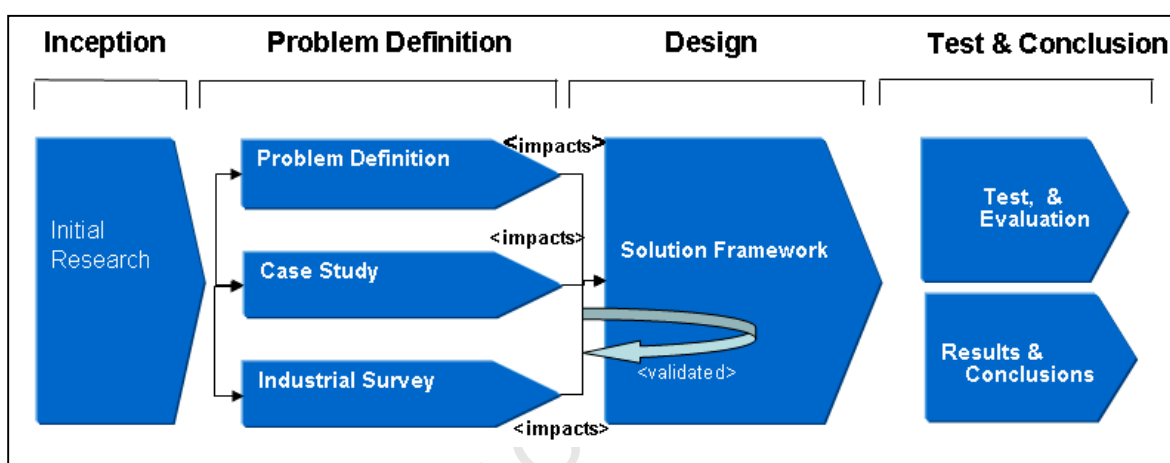 Inception
Problem Definition
Design
Test & Conclusion
Initial
Research
Problem Definition
<impacts>
<impacts>
Case Study
Industrial Survey
<impacts>
Solution Framework
<validated>
Test, &
Evaluation
Results &
Conclusions